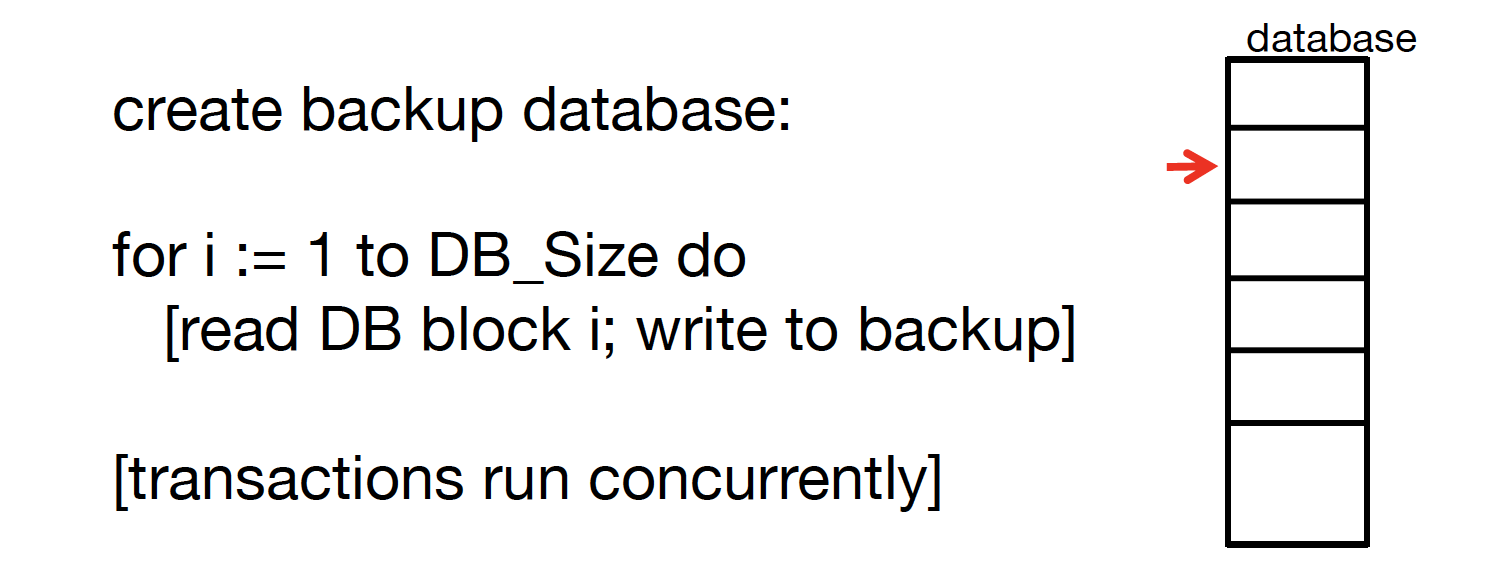 database
create backup database:
for i := 1 to DB_Size do
[read DB block i; write to backup]
[transactions run concurrently]